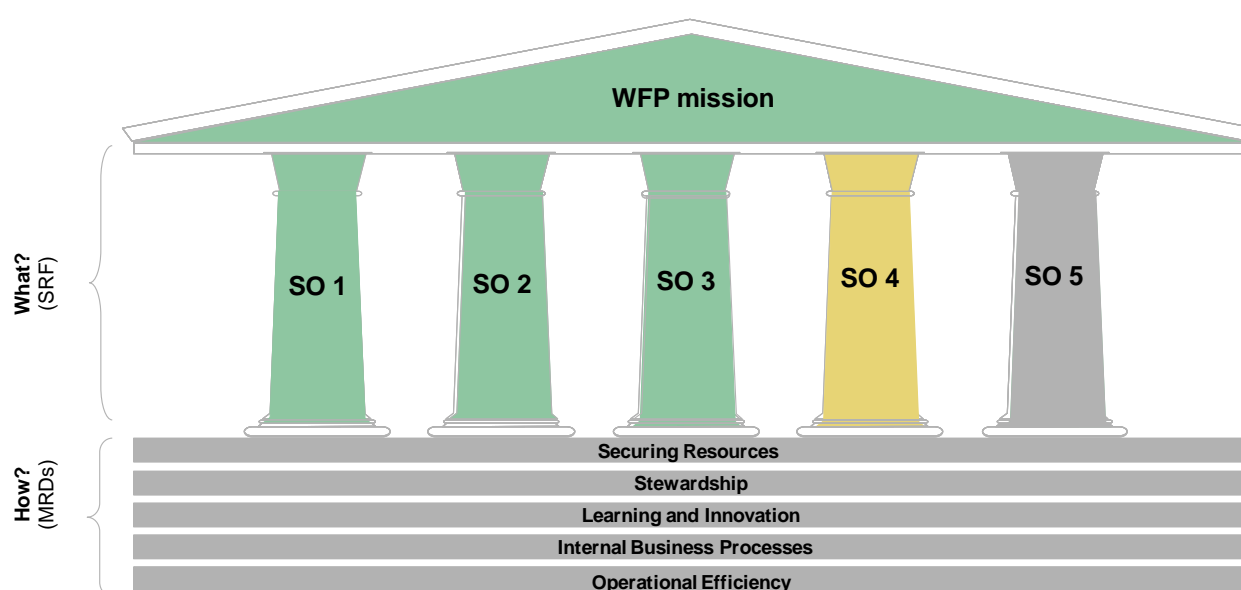 WFP mission
What?
(SRF)
SO 1
SO 2
SO 3
SO 4
SO 5
How?
(MRDs)
Securing Resources
Stewardship
Learning and Innovation
Internal Business Processes
Operational Efficiency